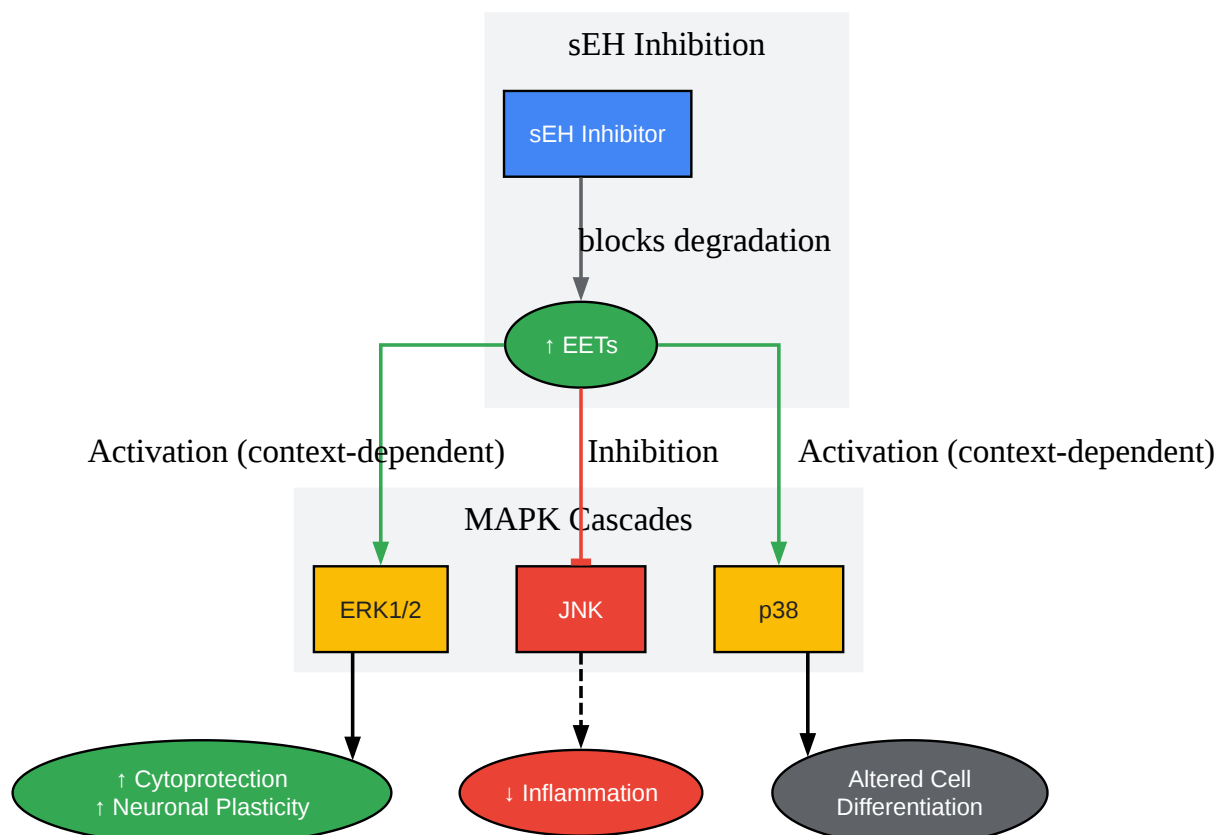 sEH Inhibition
sEH Inhibitor
blocks degradation
↑ EETs
Activation (context-dependent)
Inhibition
Activation (context-dependent)
MAPK Cascades
ERK1/2
JNK
p38
↑ Cytoprotection
↑ Neuronal Plasticity
↓ Inflammation
Altered Cell
Differentiation